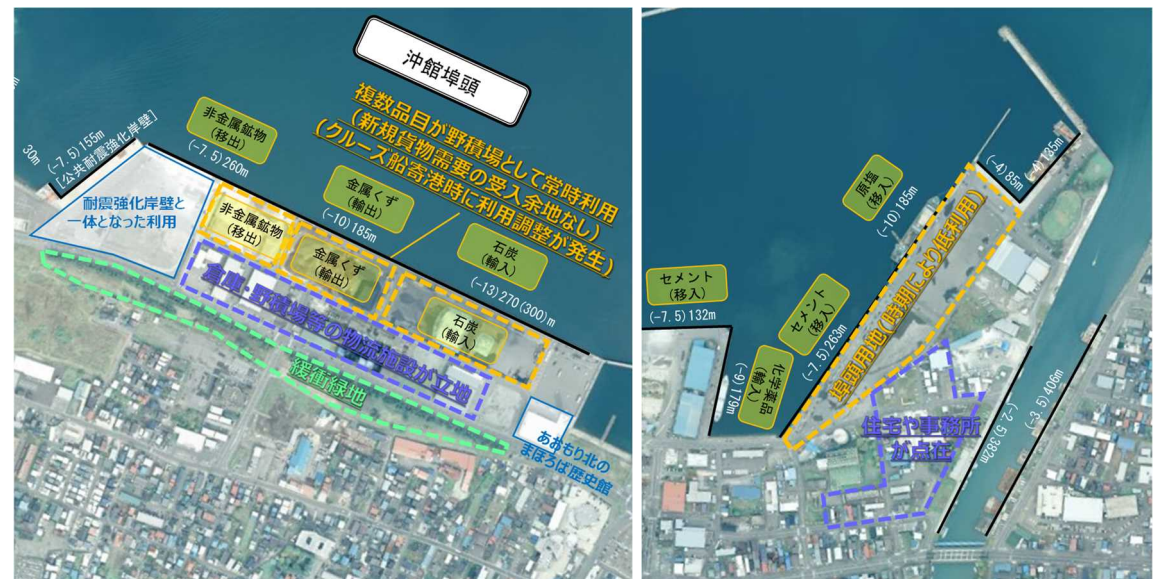 沖館埠頭
複数品目が野積場として常時利用
(新規貨物需要の受入余地なし)
(クルーズ船寄港時に利用調整が発生)
30m
(-7.5)155m
[公共耐震強化岸壁]
非金属鉱物
(移出)
(-7.5)260m
金属くず
(輸出)
(-10)185m
石炭
(輸入)
(-13)270(300)m
耐震強化岸壁と
一体となった利用
非金属鉱物
(移出)
金属くず
(輸出)
石炭
(輸入)
倉庫・野積場等の物流施設が立地
緩衝緑地
あおもり北の
まほろば歴史館
(-4)85m
(-4)185m
原塩
(移入)
(-10)185m
セメント
(移入)
(-7.5)132m
セメント
(移入)
(-7.5)263m
化学薬品
(輸入)
(-9)179m
埠頭用地(時期により低利用)
住宅や事務所
が点在
(-2.5)382m
(-3.5)406m